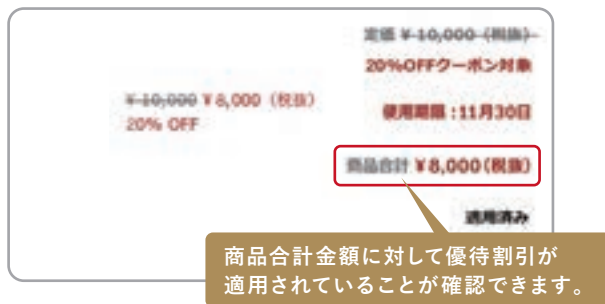 ¥ 10,000 ¥ 8,000 (税抜)
20% OFF
定価 ¥ 10,000 (税抜)
20%OFFクーポン対象
使用期限 : 11月30日
商品合計 ¥ 8,000 (税抜)
適用済み
商品合計金額に対して優待割引が
適用されていることが確認できます。